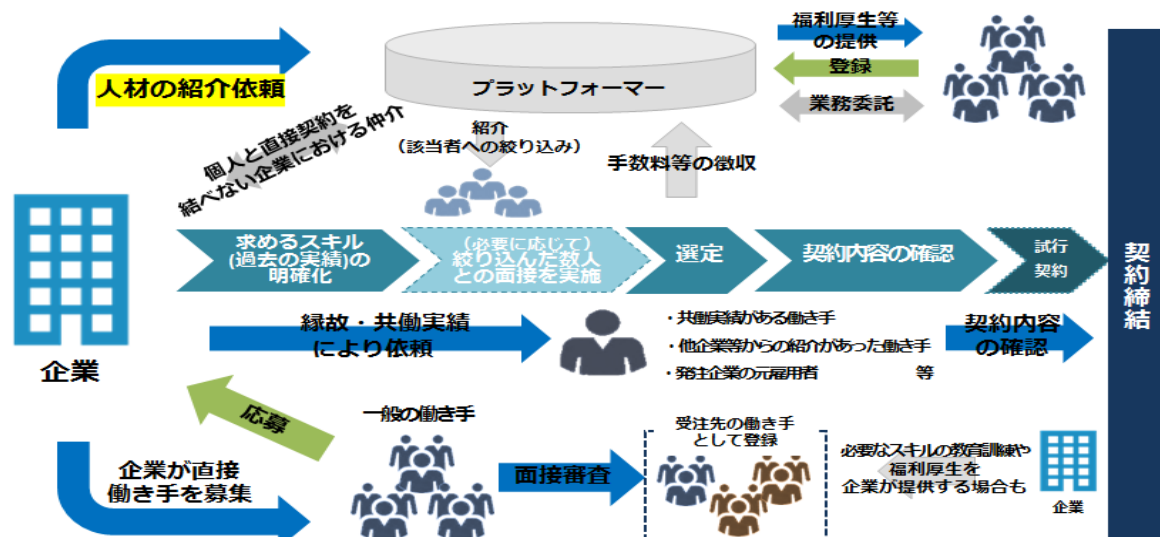 福利厚生等
の提供
登録
業務委託
人材の紹介依頼
プラットフォーマー
個人と直接契約を
結べない企業における仲介
紹介
（該当者への絞り込み）
手数料等の徴収
求めるスキル
(過去の実績)の
明確化
（必要に応じて）
絞り込んだ数人
との面接を実施
選定
契約内容の確認
試行
契約
契約締結
企業
縁故・共働実績
により依頼
・共働実績がある働き手
・他企業等からの紹介があった働き手
・発注企業の元雇用者 等
契約内容
の確認
応募
一般の働き手
企業が直接
働き手を募集
面接審査
受注先の働き手
として登録
必要なスキルの教育訓練や
福利厚生を
企業が提供する場合も
企業